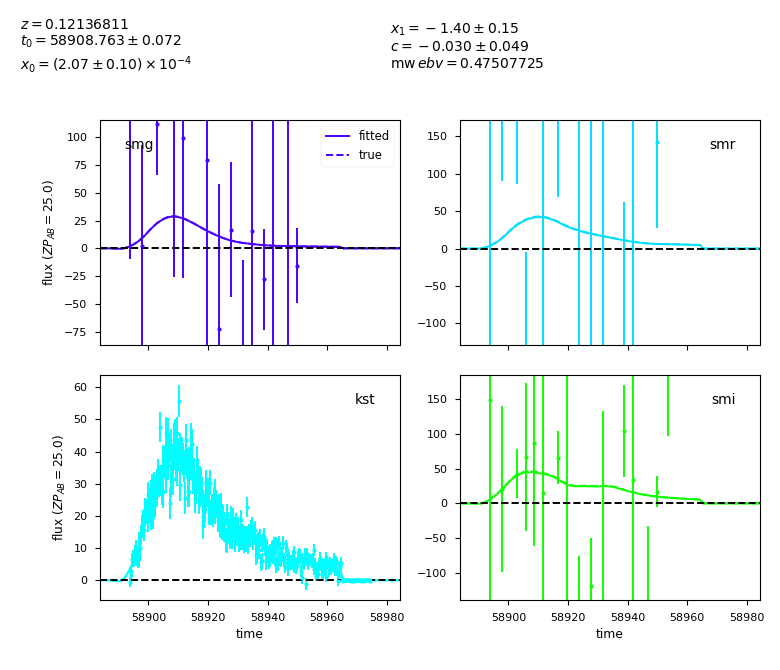 z = 0.12136811
t0 = 58908.763 ± 0.072
x0 = (2.07 ± 0.10) × 10^−4
x1 = −1.40 ± 0.15
c = −0.030 ± 0.049
mw ebv = 0.47507725
smg
fitted
true
100
75
50
25
0
−25
−50
−75
flux (ZP_AB = 25.0)
smr
150
100
50
0
−50
−100
kst
60
50
40
30
20
10
0
flux (ZP_AB = 25.0)
58900 58920 58940 58960 58980
time
smi
150
100
50
0
−50
−100
58900 58920 58940 58960 58980
time